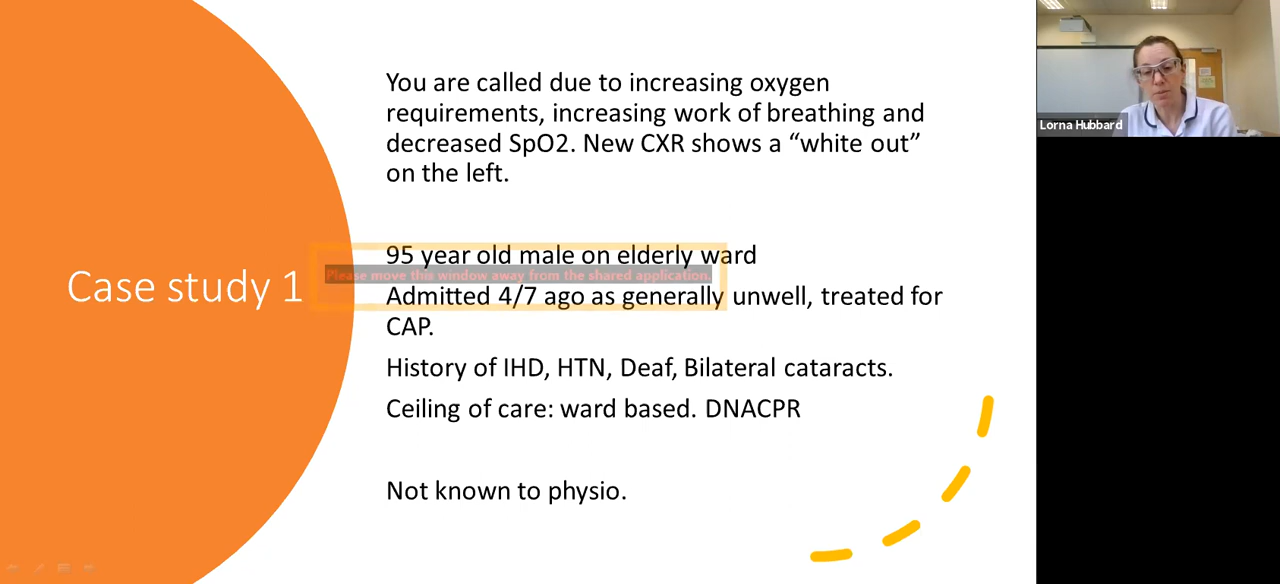 You are called due to increasing oxygen
requirements, increasing work of breathing and
decreased SpO2. New CXR shows a “white out”
on the left.
95 year old male on elderly ward
Please move this window away from the shared application.
Case study 1
Admitted 4/7 ago as generally unwell, treated for
CAP.
History of IHD, HTN, Deaf, Bilateral cataracts.
Ceiling of care: ward based. DNACPR
Not known to physio.
Lorna Hubbard